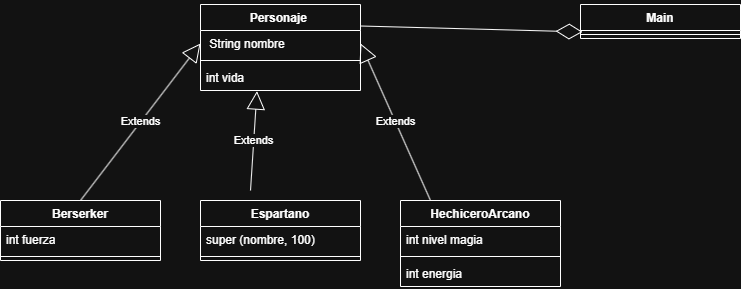 Personaje
String nombre
int vida
Main
Extends
Extends
Extends
Berserker
int fuerza
Espartano
super (nombre, 100)
HechiceroArcano
int nivel magia
int energia